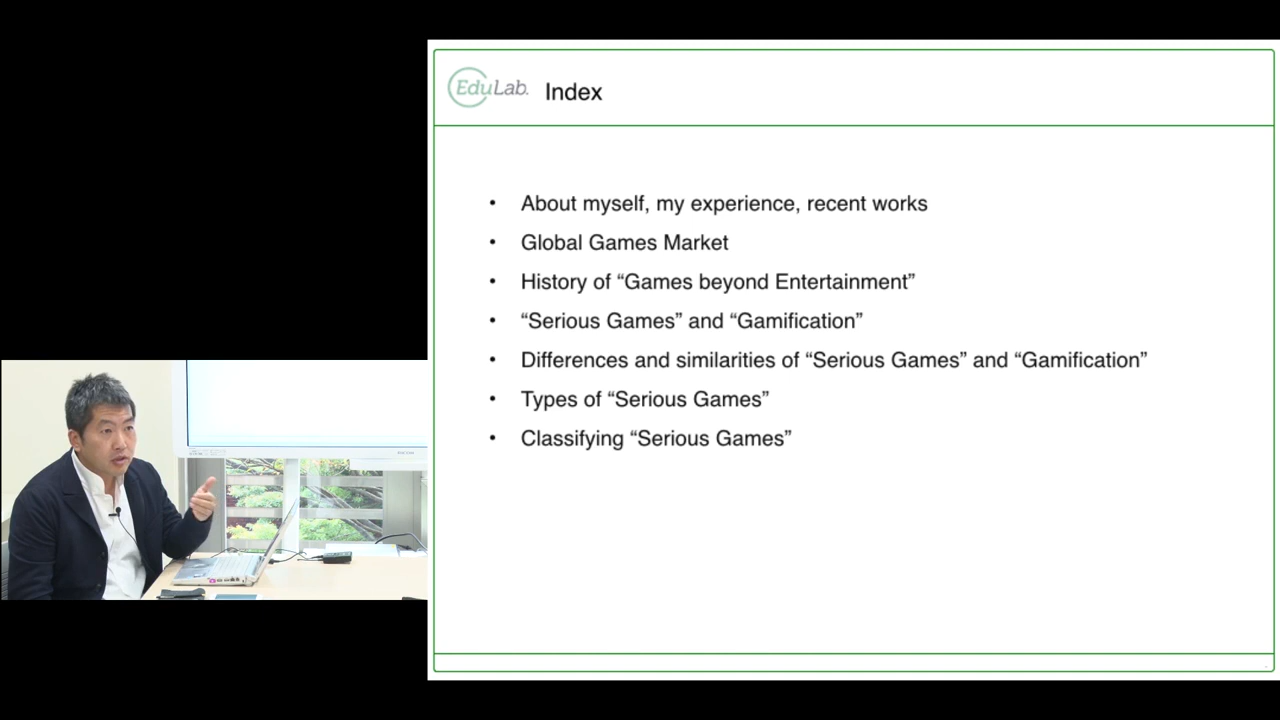 EduLab.
Index
• About myself, my experience, recent works
• Global Games Market
• History of “Games beyond Entertainment”
• “Serious Games” and “Gamification”
• Differences and similarities of “Serious Games” and “Gamification”
• Types of “Serious Games”
• Classifying “Serious Games”